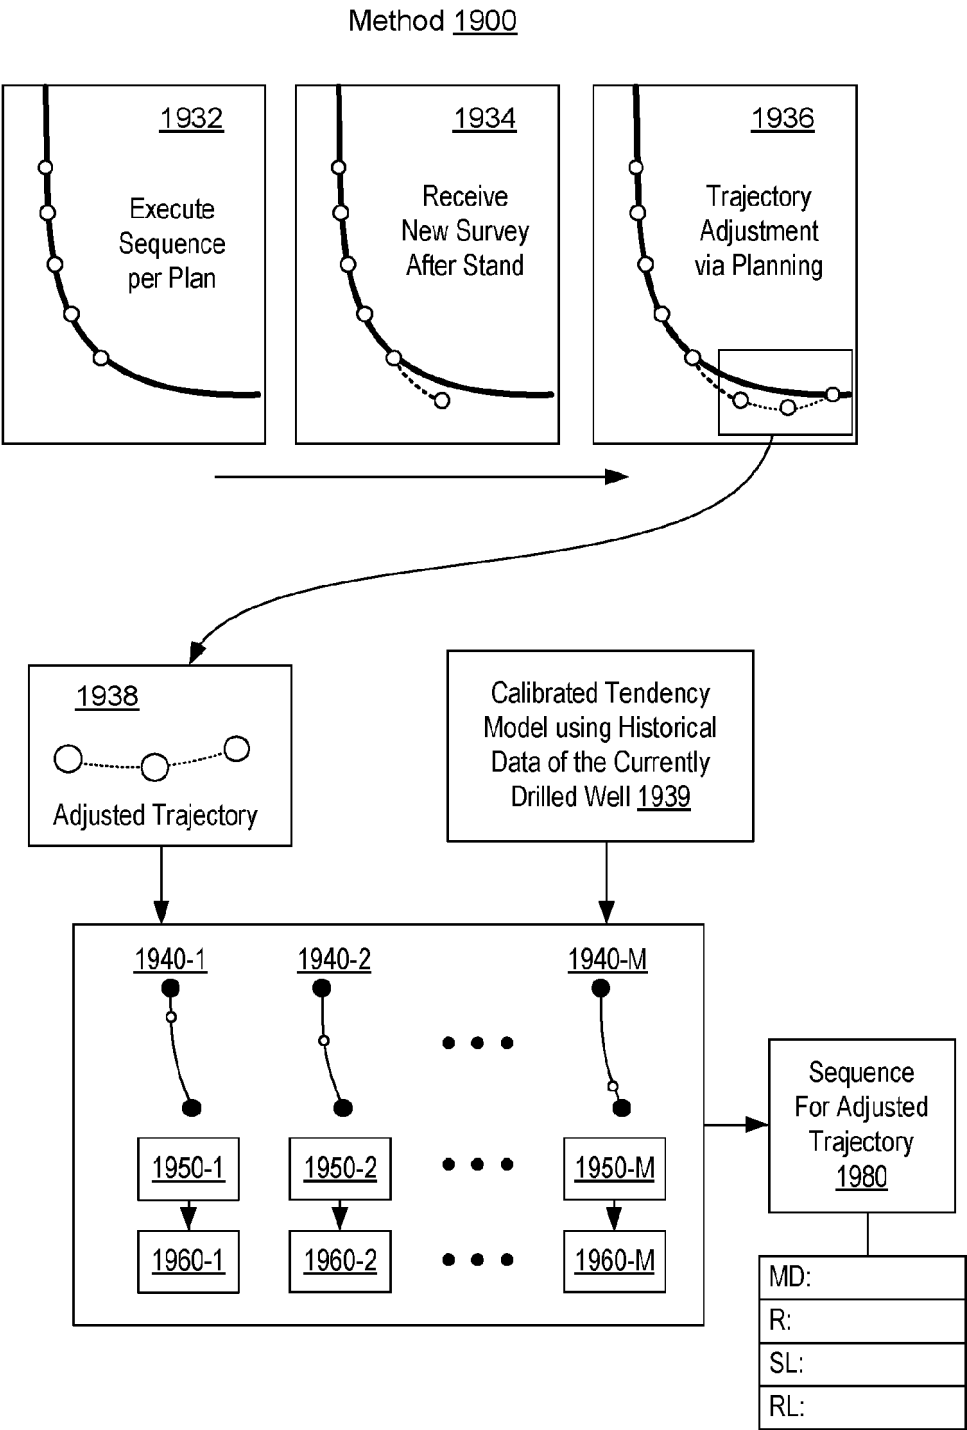 Method 1900
1932
Execute
Sequence
per Plan
1934
Receive
New Survey
After Stand
1936
Trajectory
Adjustment
via Planning
1938
Adjusted Trajectory
Calibrated Tendency
Model using Historical
Data of the Currently
Drilled Well 1939
1940-1
1940-2
1940-M
1950-1
1950-2
1950-M
1960-1
1960-2
1960-M
Sequence
For Adjusted
Trajectory
1980
MD:
R:
SL:
RL: